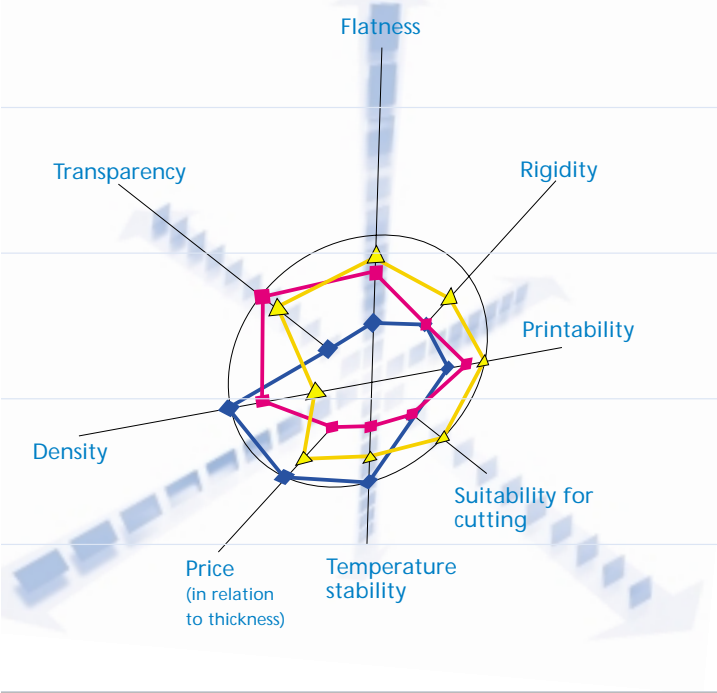 Flatness
Transparency
Rigidity
Printability
Density
Suitability for
cutting
Price
(in relation
to thickness)
Temperature
stability